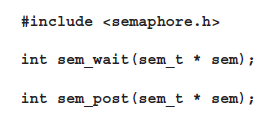 #include <semaphore.h>
int sem_wait(sem_t * sem);
int sem_post(sem_t * sem);